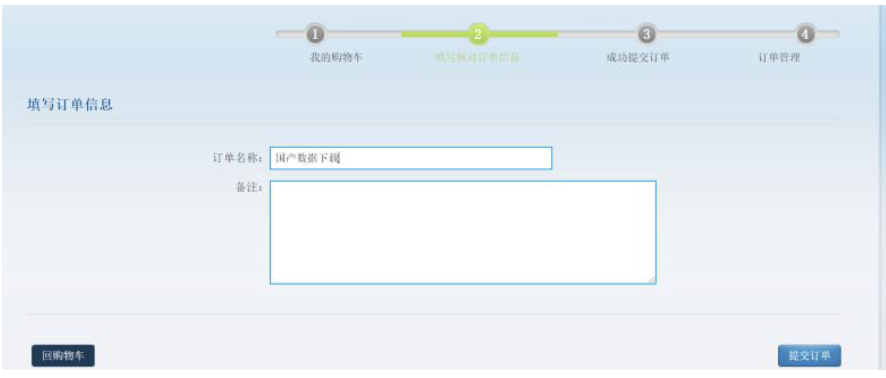 1 2 3 4
我的购物车 填写核对订单信息 成功提交订单 订单管理
填写订单信息
订单名称: 国产数据下载
备注:
回购物车 提交订单